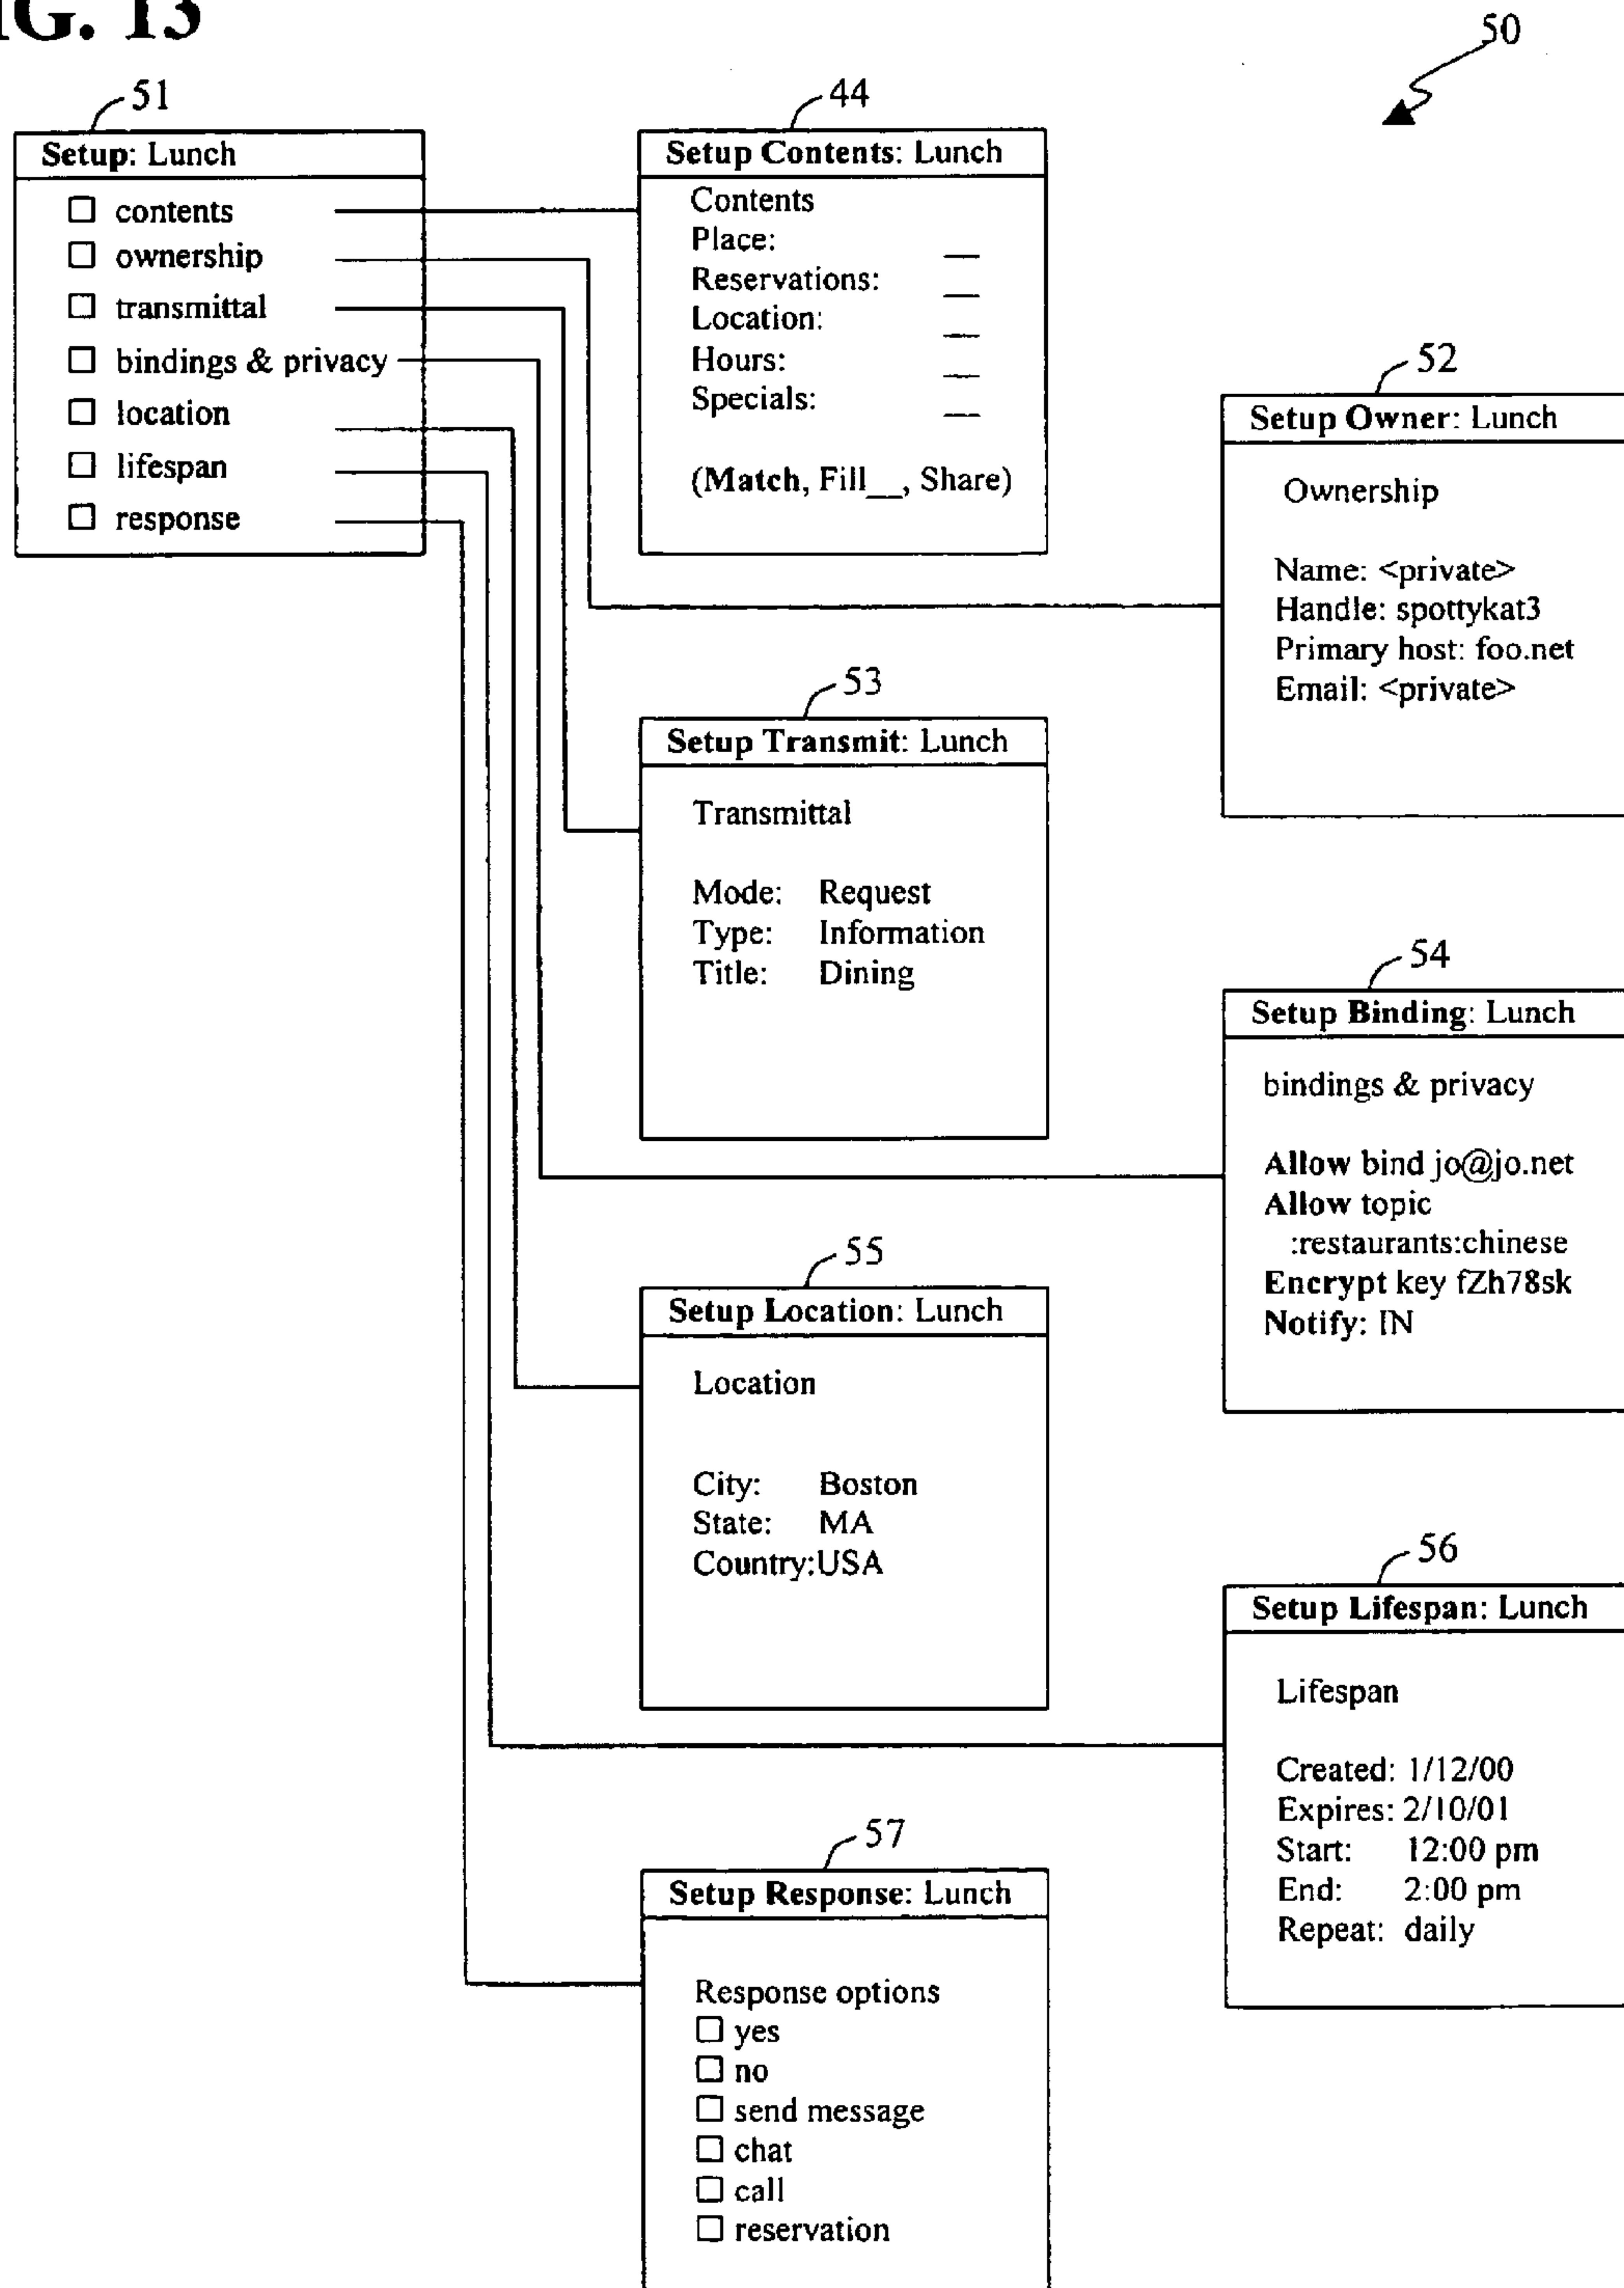 IG. 13
50
51
Setup: Lunch
☐ contents
☐ ownership
☐ transmittal
☐ bindings & privacy
☐ location
☐ lifespan
☐ response
44
Setup Contents: Lunch
Contents
Place: __
Reservations: __
Location: __
Hours: __
Specials: __
(Match, Fill__, Share)
52
Setup Owner: Lunch
Ownership
Name: <private>
Handle: spottykat3
Primary host: foo.net
Email: <private>
53
Setup Transmit: Lunch
Transmittal
Mode: Request
Type: Information
Title: Dining
54
Setup Binding: Lunch
bindings & privacy
Allow bind jo@jo.net
Allow topic
:restaurants:chinese
Encrypt key fZh78sk
Notify: IN
55
Setup Location: Lunch
Location
City: Boston
State: MA
Country:USA
56
Setup Lifespan: Lunch
Lifespan
Created: 1/12/00
Expires: 2/10/01
Start: 12:00 pm
End: 2:00 pm
Repeat: daily
57
Setup Response: Lunch
Response options
☐ yes
☐ no
☐ send message
☐ chat
☐ call
☐ reservation